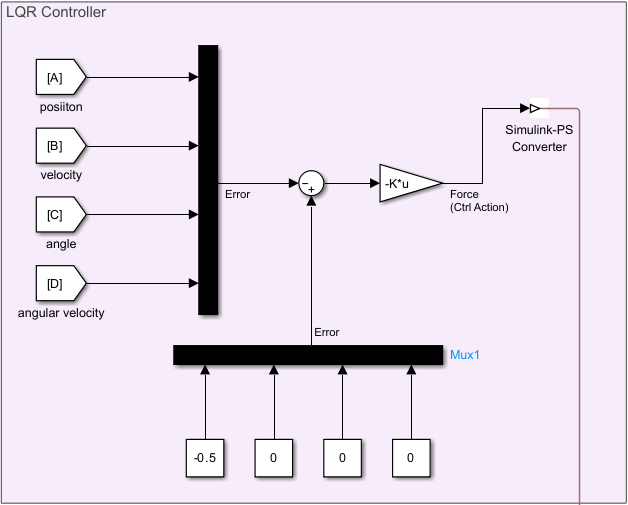 LQR Controller
[A]
posiiton
[B]
velocity
[C]
angle
[D]
angular velocity
Error
-K*u
Force
(Ctrl Action)
Simulink-PS
Converter
Error
Mux1
-0.5
0
0
0